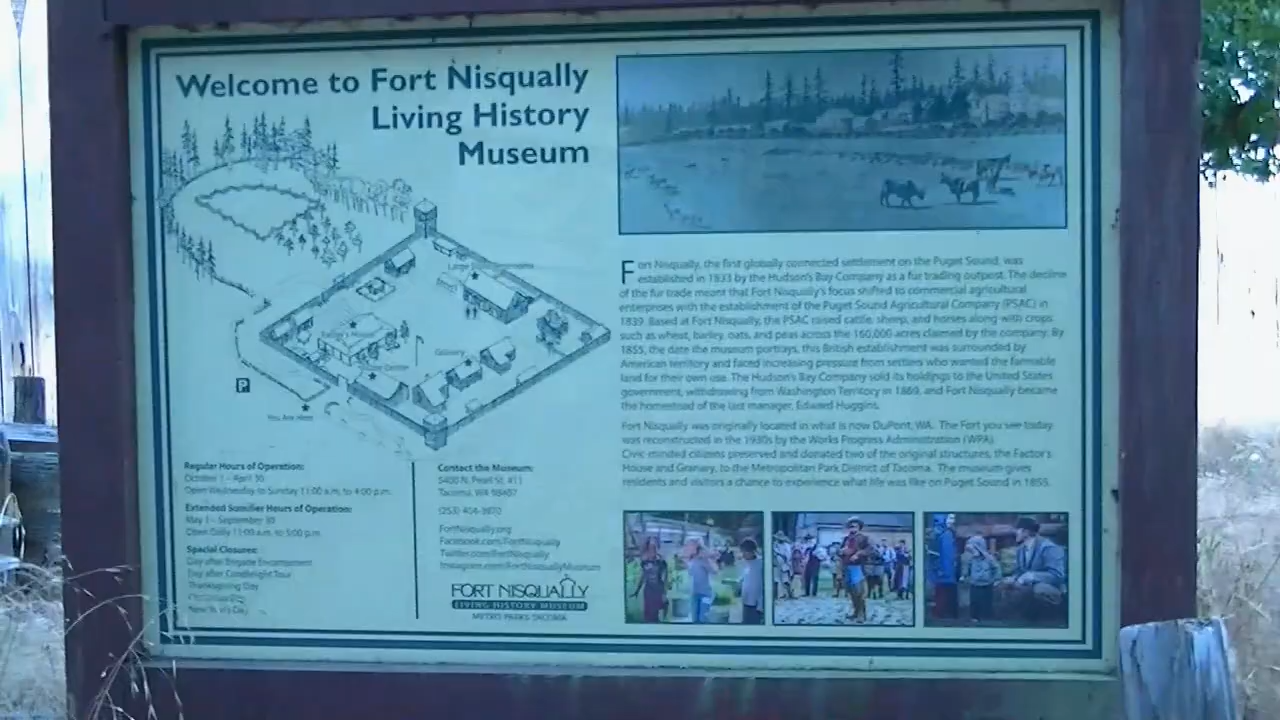 Welcome to Fort Nisqually
Living History
Museum
P
You Are Here
Granary
Fort Nisqually, the first globally connected settlement on the Puget Sound, was
established in 1833 by the Hudson's Bay Company as a fur trading outpost. The decline
of the fur trade meant that Fort Nisqually's focus shifted to commercial agricultural
enterprises with the establishment of the Puget Sound Agricultural Company (PSAC) in
1839. Based at Fort Nisqually, the PSAC raised cattle, sheep, and horses along with crops
such as wheat, barley, oats, and peas across the 160,000 acres claimed by the company. By
1855, the date the museum portrays, this British establishment was surrounded by
American territory and faced increasing pressure from settlers who wanted the farmable
land for their own use. The Hudson's Bay Company sold its holdings to the United States
government, withdrawing from Washington Territory in 1869, and Fort Nisqually became
the homestead of the last manager, Edward Huggins.
Fort Nisqually was originally located in what is now DuPont, WA. The Fort you see today
was reconstructed in the 1930s by the Works Progress Administration (WPA).
Civic-minded citizens preserved and donated two of the original structures, the Factor's
House and Granary, to the Metropolitan Park District of Tacoma. The museum gives
residents and visitors a chance to experience what life was like on Puget Sound in 1855.
Regular Hours of Operation:
October 1 - April 30
Open Wednesday to Sunday 11:00 a.m. to 4:00 p.m.
Extended Summer Hours of Operation:
May 1 - September 30
Open Daily 11:00 a.m. to 5:00 p.m.
Special Closures:
Day after Brigade Encampment
Day after Candlelight Tour
Thanksgiving Day
Christmas Day
New Year's Day
Contact the Museum:
5400 N. Pearl St. #11
Tacoma, WA 98407
(253) 404-3970
FortNisqually.org
Facebook.com/FortNisqually
Twitter.com/FortNisqually
Instagram.com/FortNisquallyMuseum
FORT NISQUALLY
LIVING HISTORY MUSEUM
METRO PARKS TACOMA